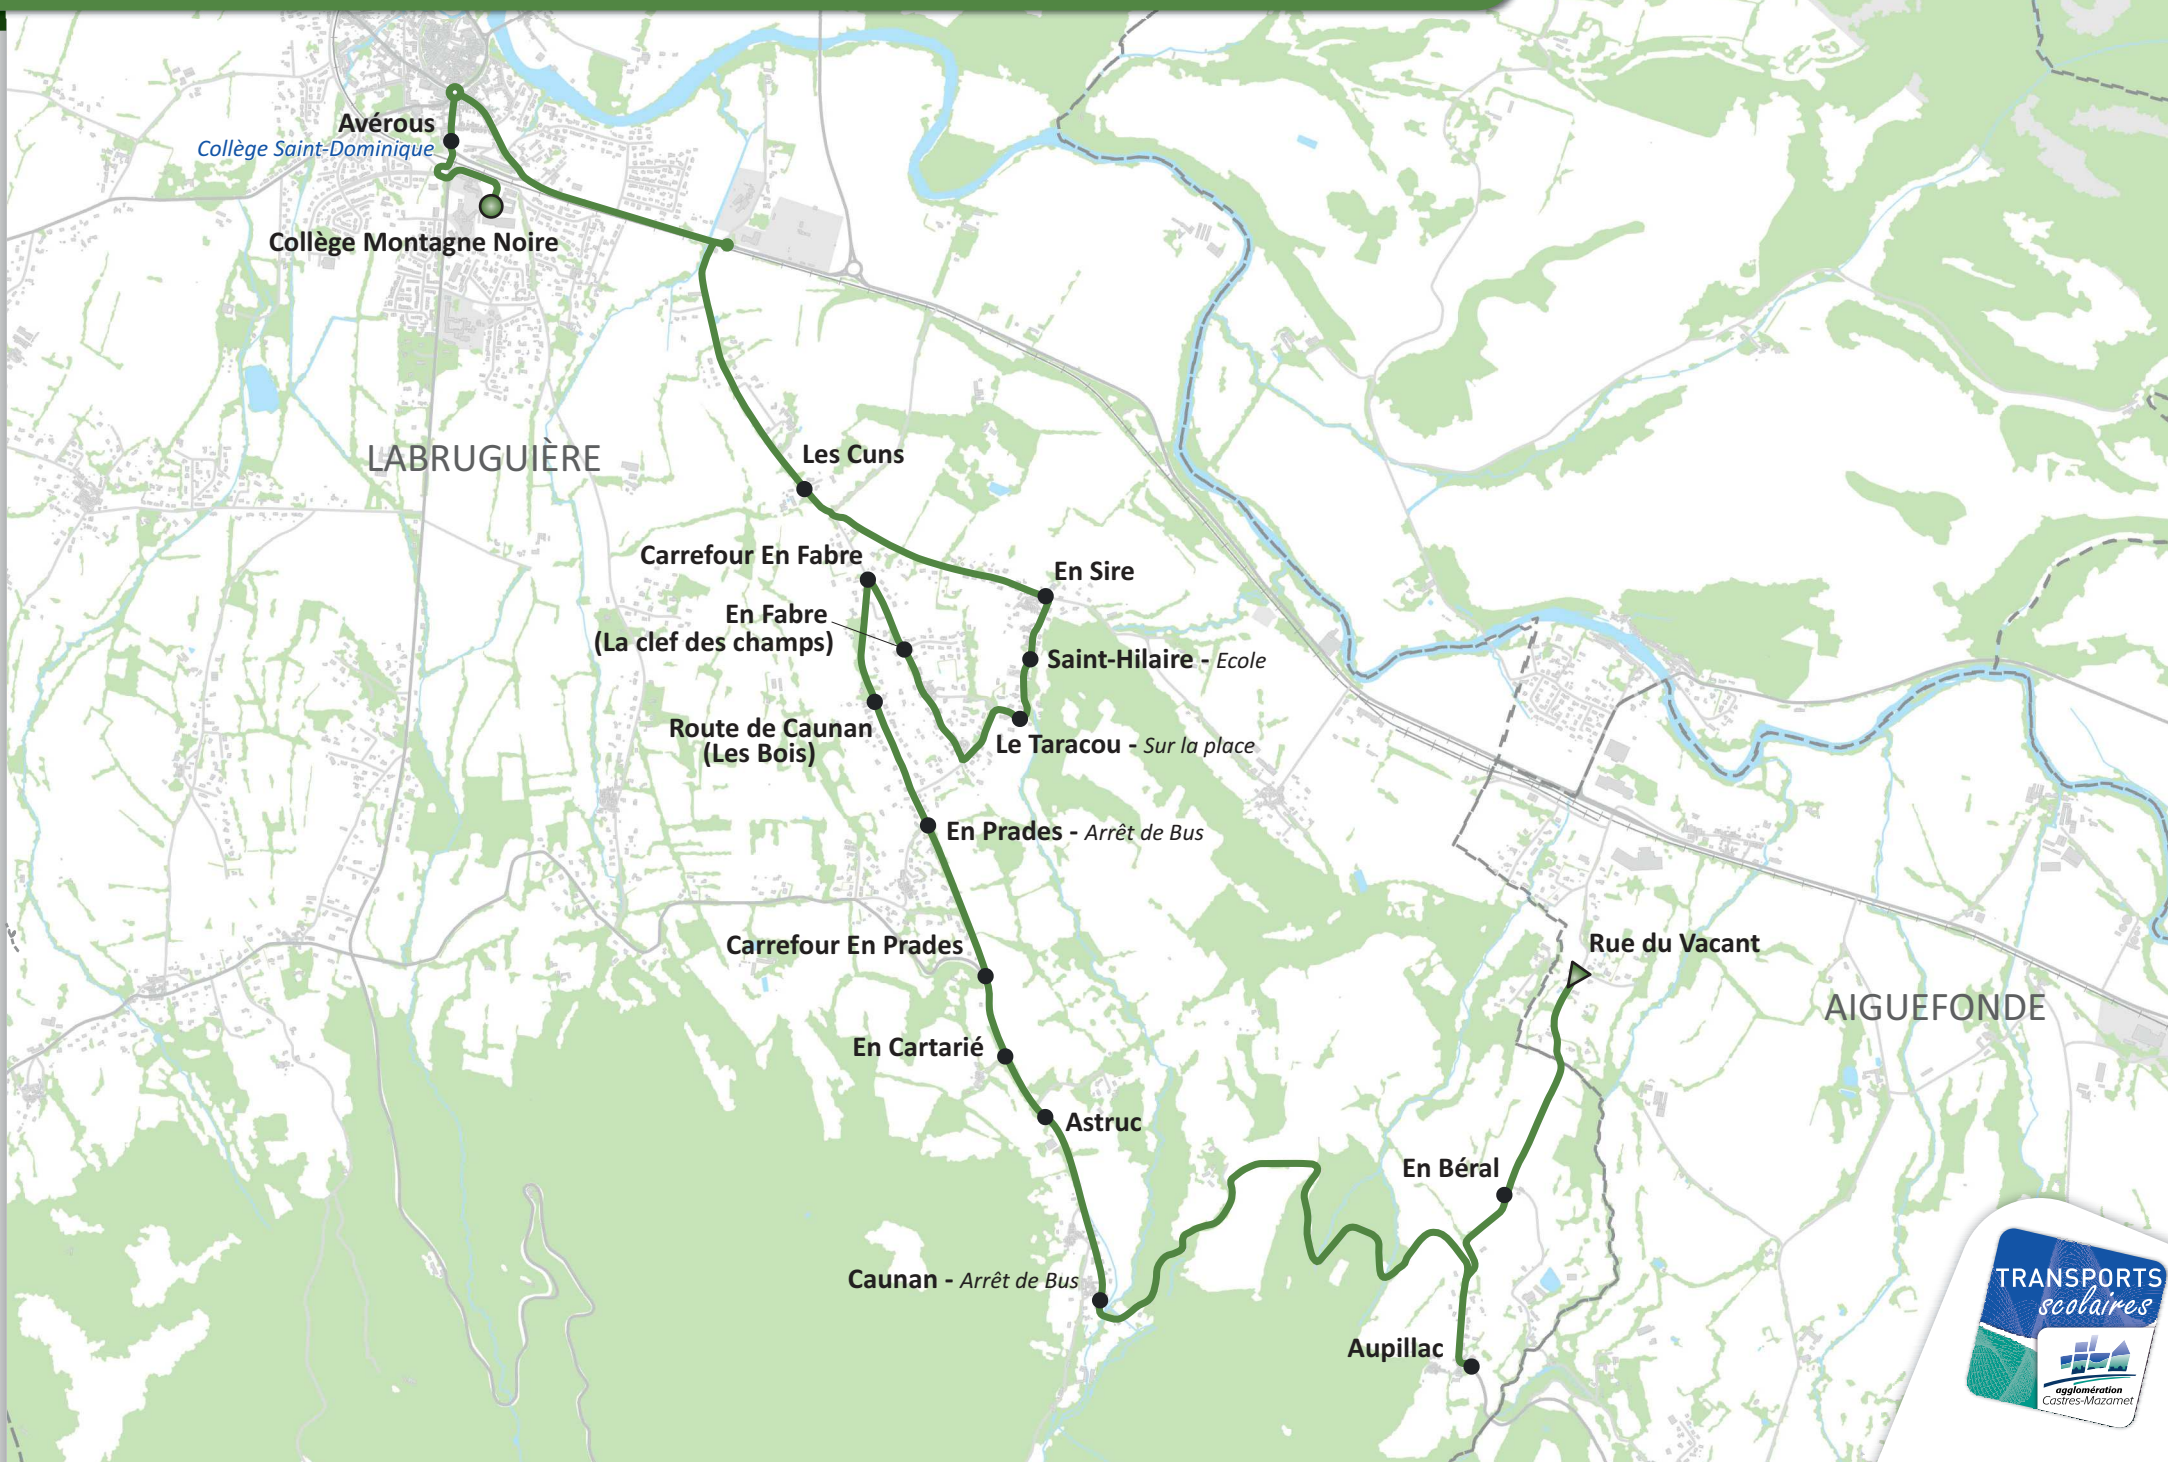 Avérous
Collège Saint-Dominique
Collège Montagne Noire
LABRUGUIÈRE
Les Cuns
Carrefour En Fabre
En Sire
En Fabre
(La clef des champs)
Saint-Hilaire - Ecole
Route de Caunan
(Les Bois)
Le Taracou - Sur la place
En Prades - Arrêt de Bus
Carrefour En Prades
Rue du Vacant
AIGUEFONDE
En Cartarié
Astruc
En Béral
Caunan - Arrêt de Bus
Aupillac
TRANSPORTS
scolaires
agglomération
Castres-Mazamet